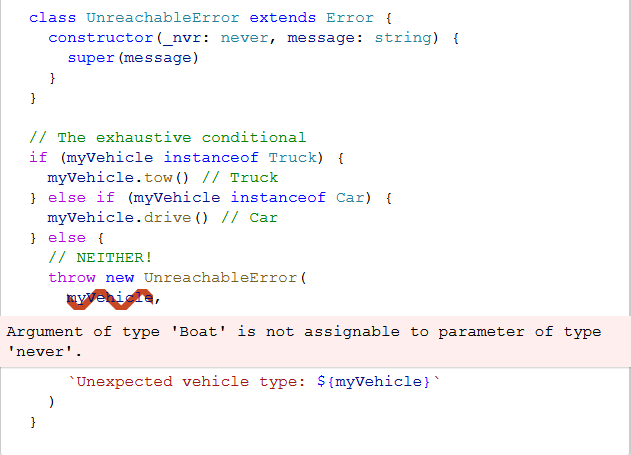 class UnreachableError extends Error {
constructor(_nvr: never, message: string) {
super(message)
}
}
// The exhaustive conditional
if (myVehicle instanceof Truck) {
myVehicle.tow() // Truck
} else if (myVehicle instanceof Car) {
myVehicle.drive() // Car
} else {
// NEITHER!
throw new UnreachableError(
myVehicle,
Argument of type 'Boat' is not assignable to parameter of type
'never'.
`Unexpected vehicle type: ${myVehicle}`
)
}